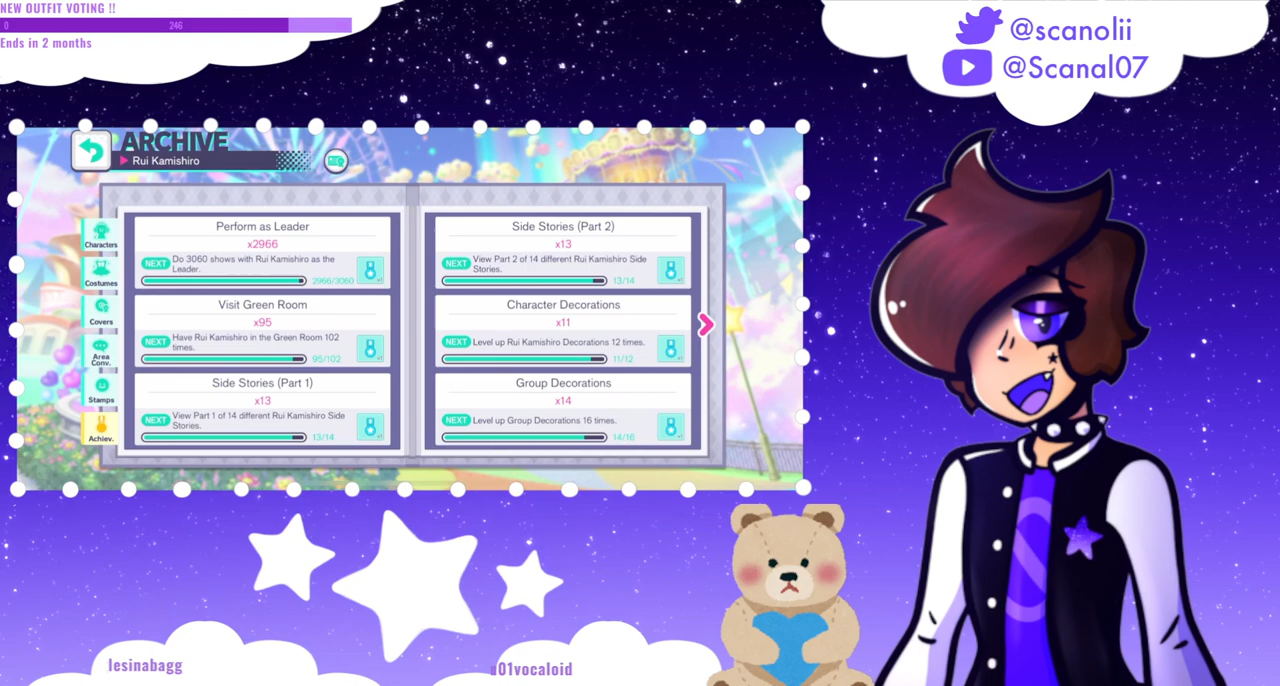 NEW OUTFIT VOTING !!
0 246
Ends in 2 months
@scanolii
@Scanal07
ARCHIVE
Rui Kamishiro
Characters
Costumes
Covers
Area
Conv.
Stamps
Achiev.
Perform as Leader
x2966
NEXT Do 3060 shows with Rui Kamishiro as the
Leader.
2966/3060
Visit Green Room
x95
NEXT Have Rui Kamishiro in the Green Room 102
times.
95/102
Side Stories (Part 1)
x13
NEXT View Part 1 of 14 different Rui Kamishiro Side
Stories.
13/14
Side Stories (Part 2)
x13
NEXT View Part 2 of 14 different Rui Kamishiro Side
Stories.
13/14
Character Decorations
x11
NEXT Level up Rui Kamishiro Decorations 12 times.
11/12
Group Decorations
x14
NEXT Level up Group Decorations 16 times.
14/16
lesinabagg
u01vocaloid